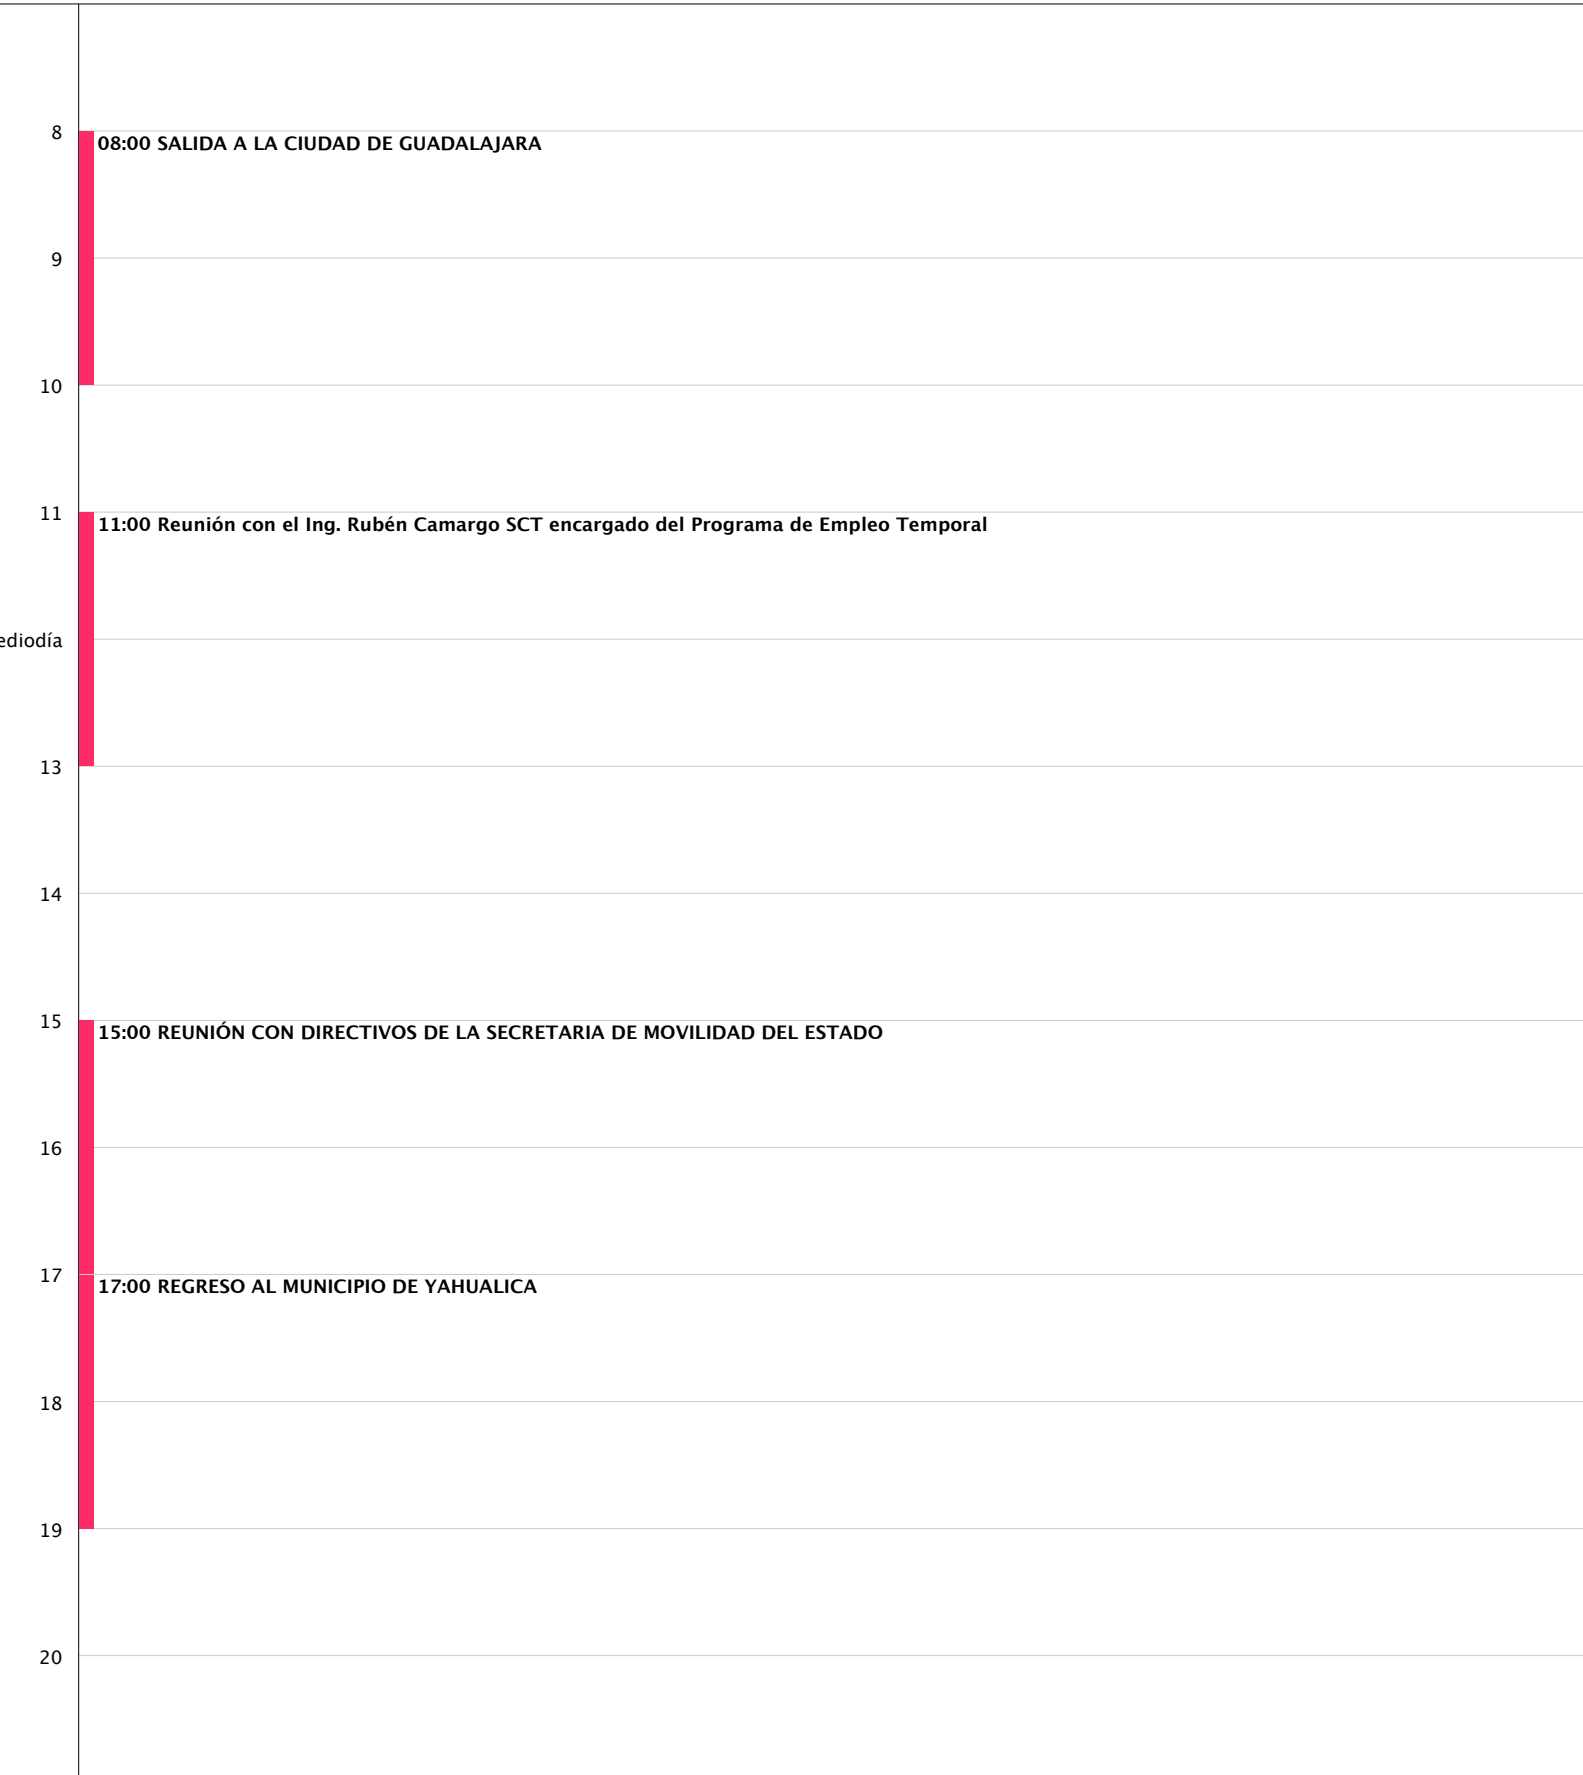 8
08:00 SALIDA A LA CIUDAD DE GUADALAJARA
9
10
11
11:00 Reunión con el Ing. Rubén Camargo SCT encargado del Programa de Empleo Temporal
ediodía
13
14
15
15:00 REUNIÓN CON DIRECTIVOS DE LA SECRETARIA DE MOVILIDAD DEL ESTADO
16
17
17:00 REGRESO AL MUNICIPIO DE YAHUALICA
18
19
20